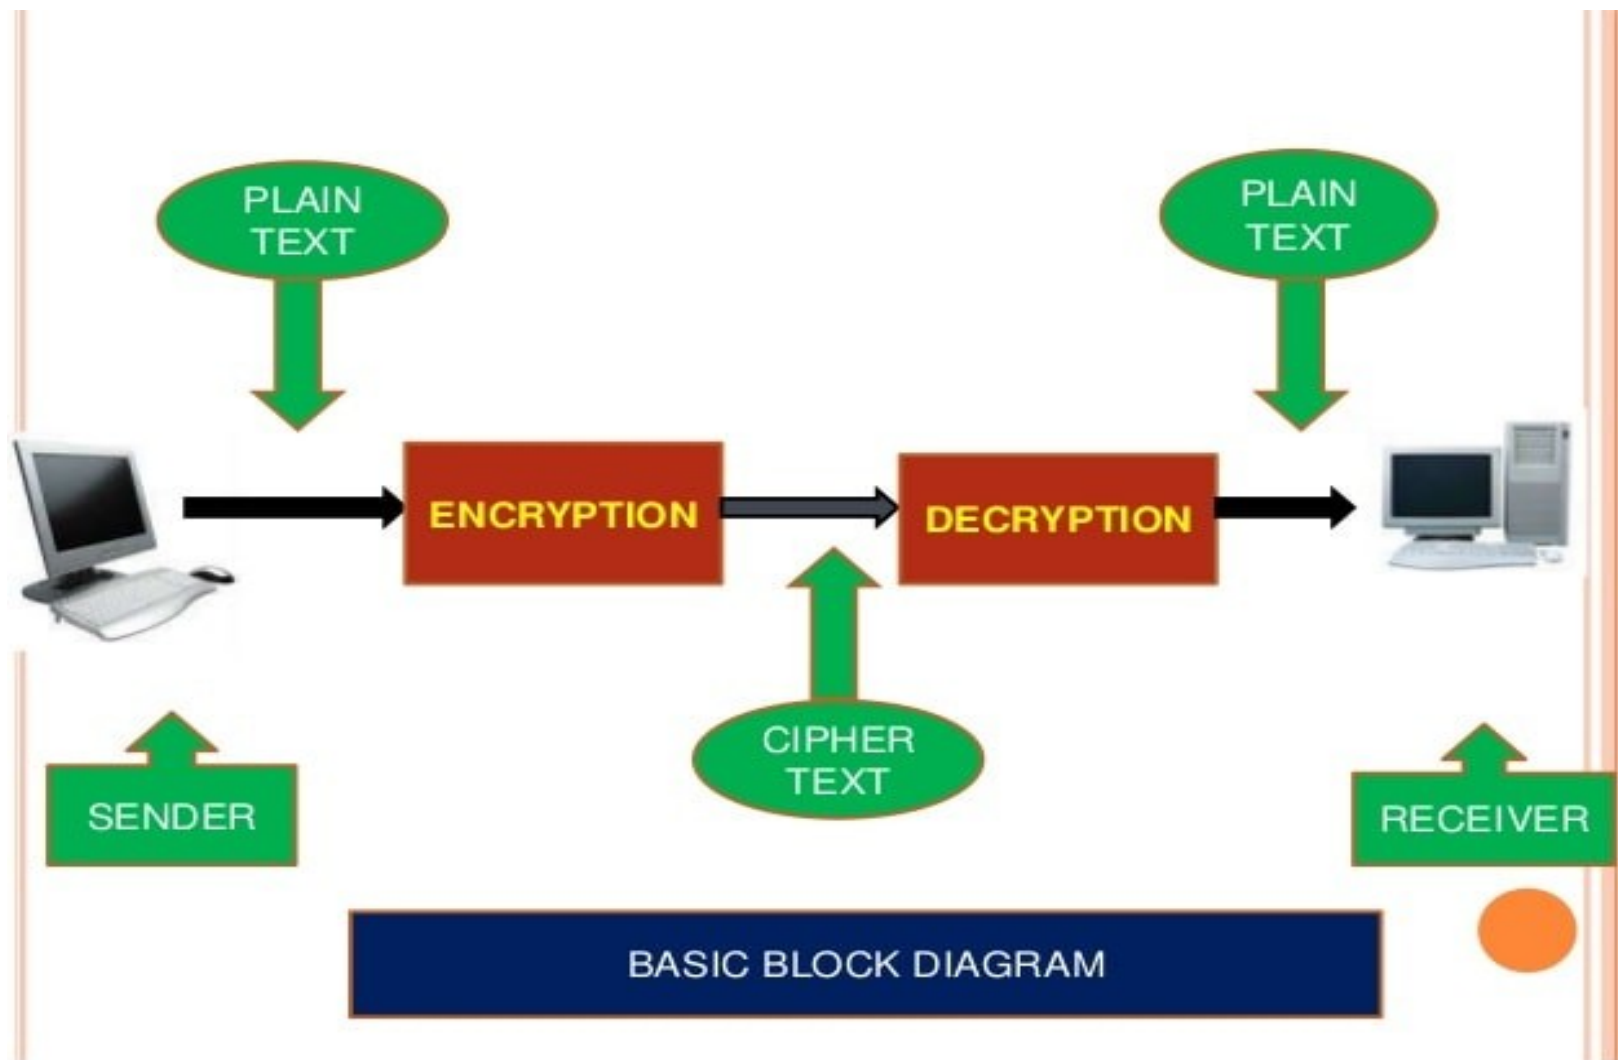 PLAIN
TEXT
PLAIN
TEXT
ENCRYPTION
DECRYPTION
CIPHER
TEXT
SENDER
RECEIVER
BASIC BLOCK DIAGRAM